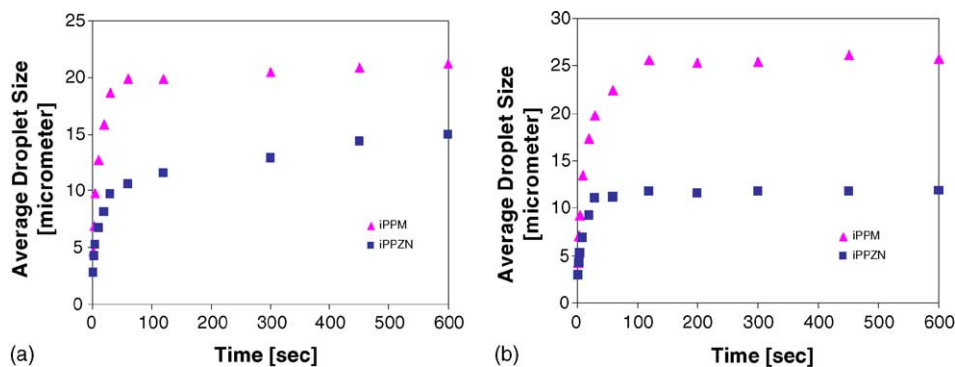 25
20
15
10
5
0
Average Droplet Size
[micrometer]
iPPM
iPPZN
0 100 200 300 400 500 600
(a) Time [sec]
30
25
20
15
10
5
0
Average Droplet Size
[micrometer]
iPPM
iPPZN
0 100 200 300 400 500 600
(b) Time [sec]